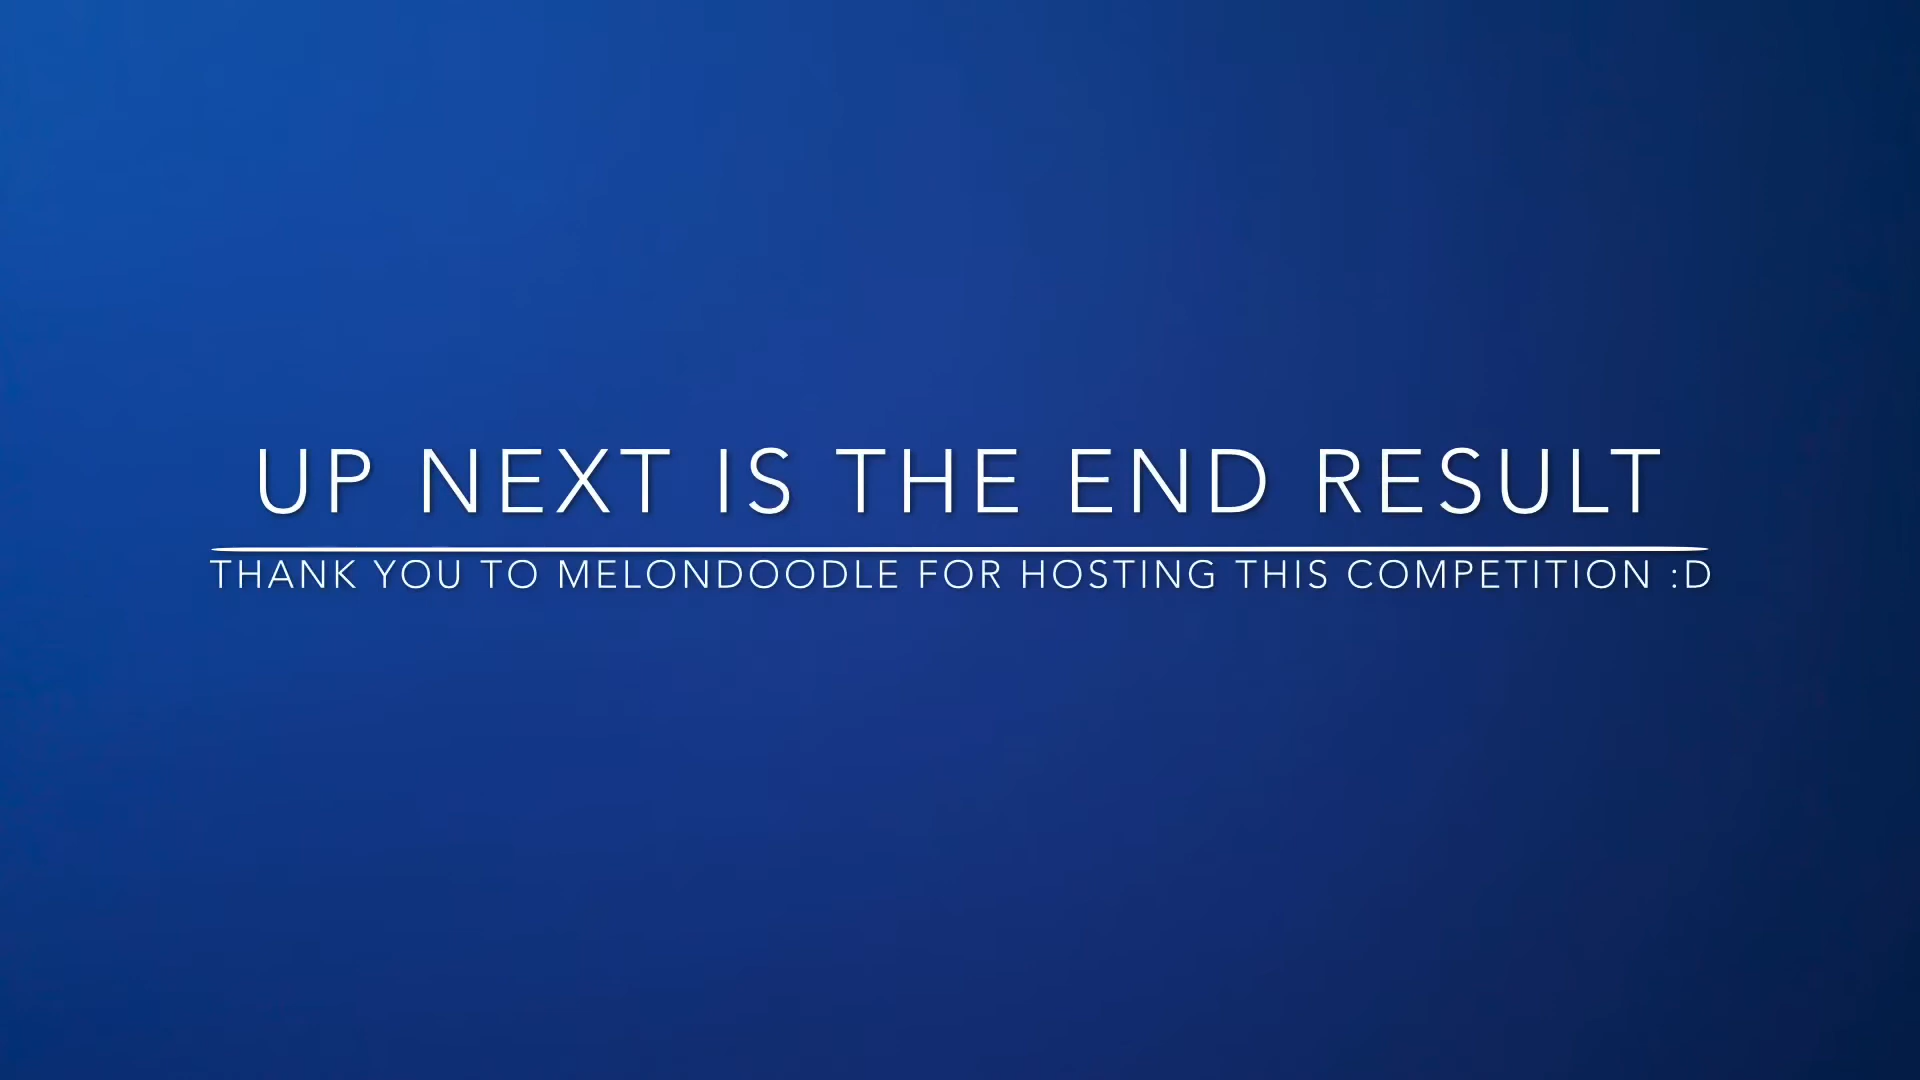 UP NEXT IS THE END RESULT
THANK YOU TO MELONDOODLE FOR HOSTING THIS COMPETITION :D